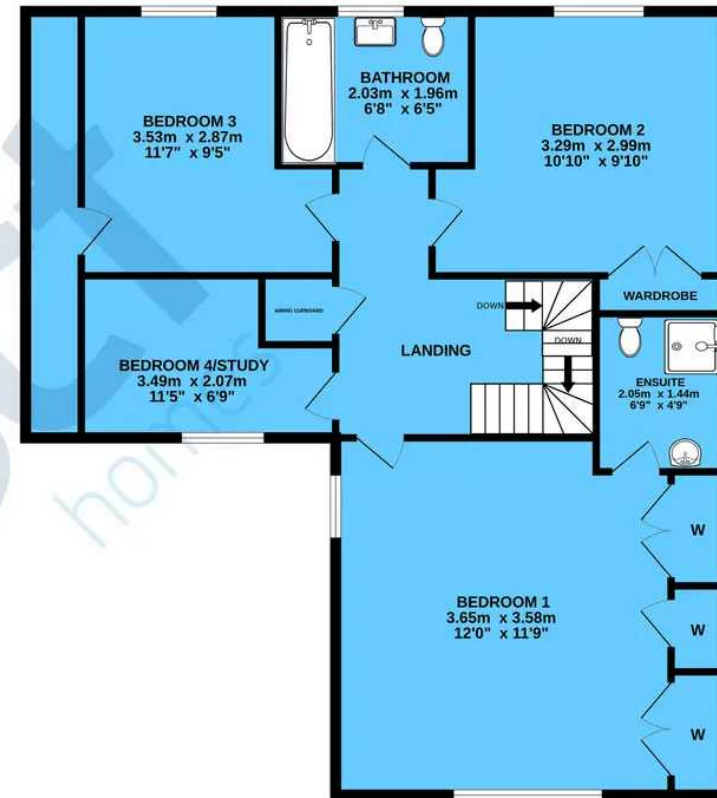 BATHROOM
2.03m x 1.96m
6'8" x 6'5"
BEDROOM 3
3.53m x 2.87m
11'7" x 9'5"
BEDROOM 2
3.29m x 2.99m
10'10" x 9'10"
WARDROBE
DOWN
DOWN
AIRING CUPBOARD
LANDING
BEDROOM 4/STUDY
3.49m x 2.07m
11'5" x 6'9"
ENSUITE
2.05m x 1.44m
6'9" x 4'9"
W
BEDROOM 1
3.65m x 3.58m
12'0" x 11'9"
W
W
homes